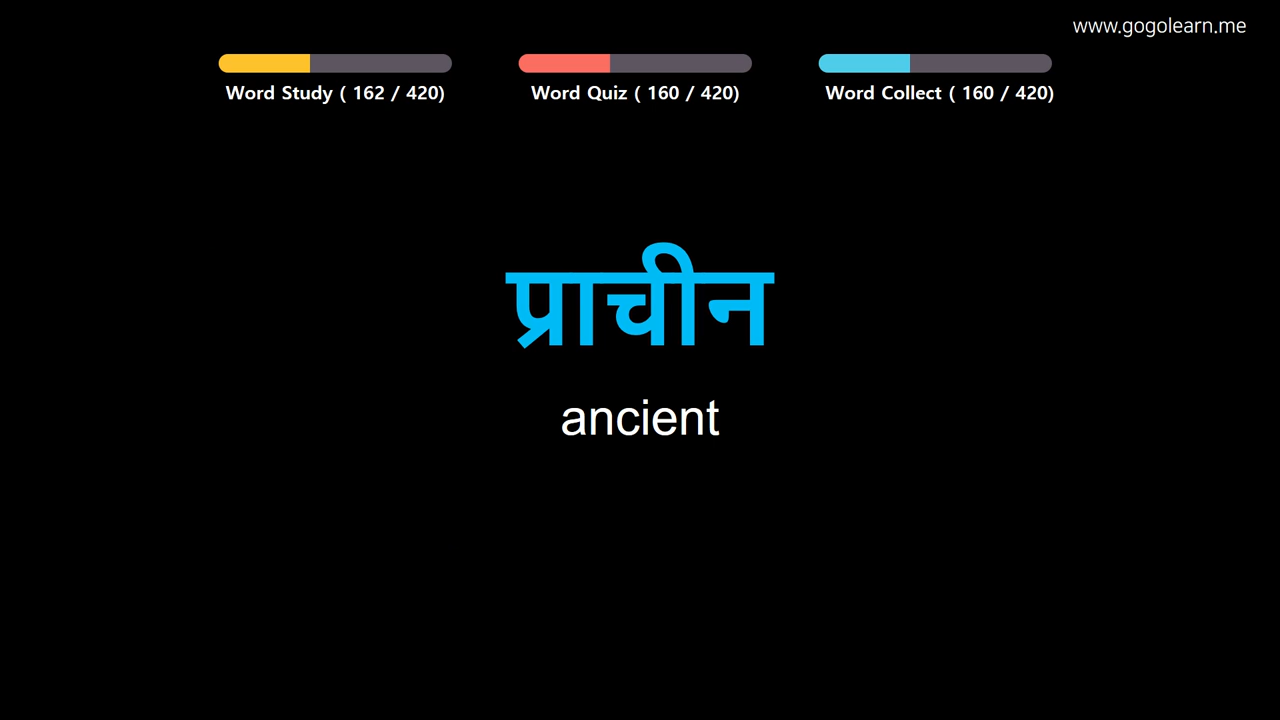 www.gogolearn.me
Word Study ( 162 / 420)
Word Quiz ( 160 / 420)
Word Collect ( 160 / 420)
प्राचीन
ancient